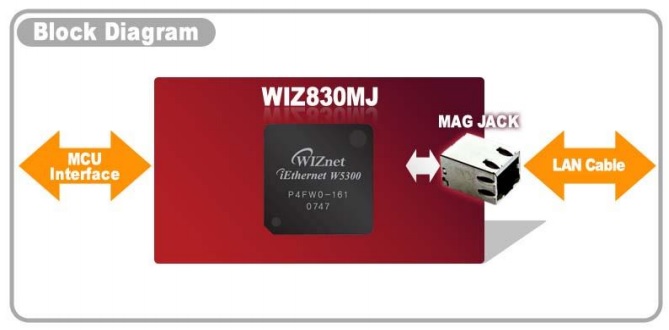 Block Diagram
WIZ830MJ
MAG JACK
MCU
Interface
WIZnet
iEthernet W5300
P4FW0-161
0747
LAN Cable